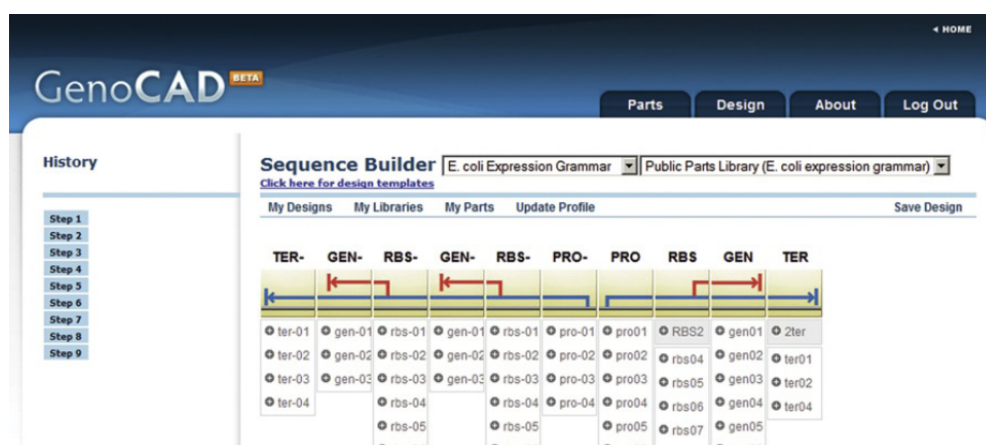 HOME
GenoCAD BETA
Parts Design About Log Out
History
Sequence Builder E. coli Expression Grammar Public Parts Library (E. coli expression grammar)
Click here for design templates
My Designs My Libraries My Parts Update Profile Save Design
Step 1
Step 2
Step 3
Step 4
Step 5
Step 6
Step 7
Step 8
Step 9
TER- GEN- RBS- GEN- RBS- PRO- PRO RBS GEN TER
ter-01 gen-01 rbs-01 gen-01 rbs-01 pro-01 pro01 RBS2 gen01 2ter
ter-02 gen-02 rbs-02 gen-02 rbs-02 pro-02 pro02 rbs04 gen02 ter01
ter-03 gen-03 rbs-03 gen-03 rbs-03 pro-03 pro03 rbs05 gen03 ter02
ter-04 rbs-04 rbs-04 pro-04 pro04 rbs06 gen04 ter04
rbs-05 rbs-05 pro05 rbs07 gen05